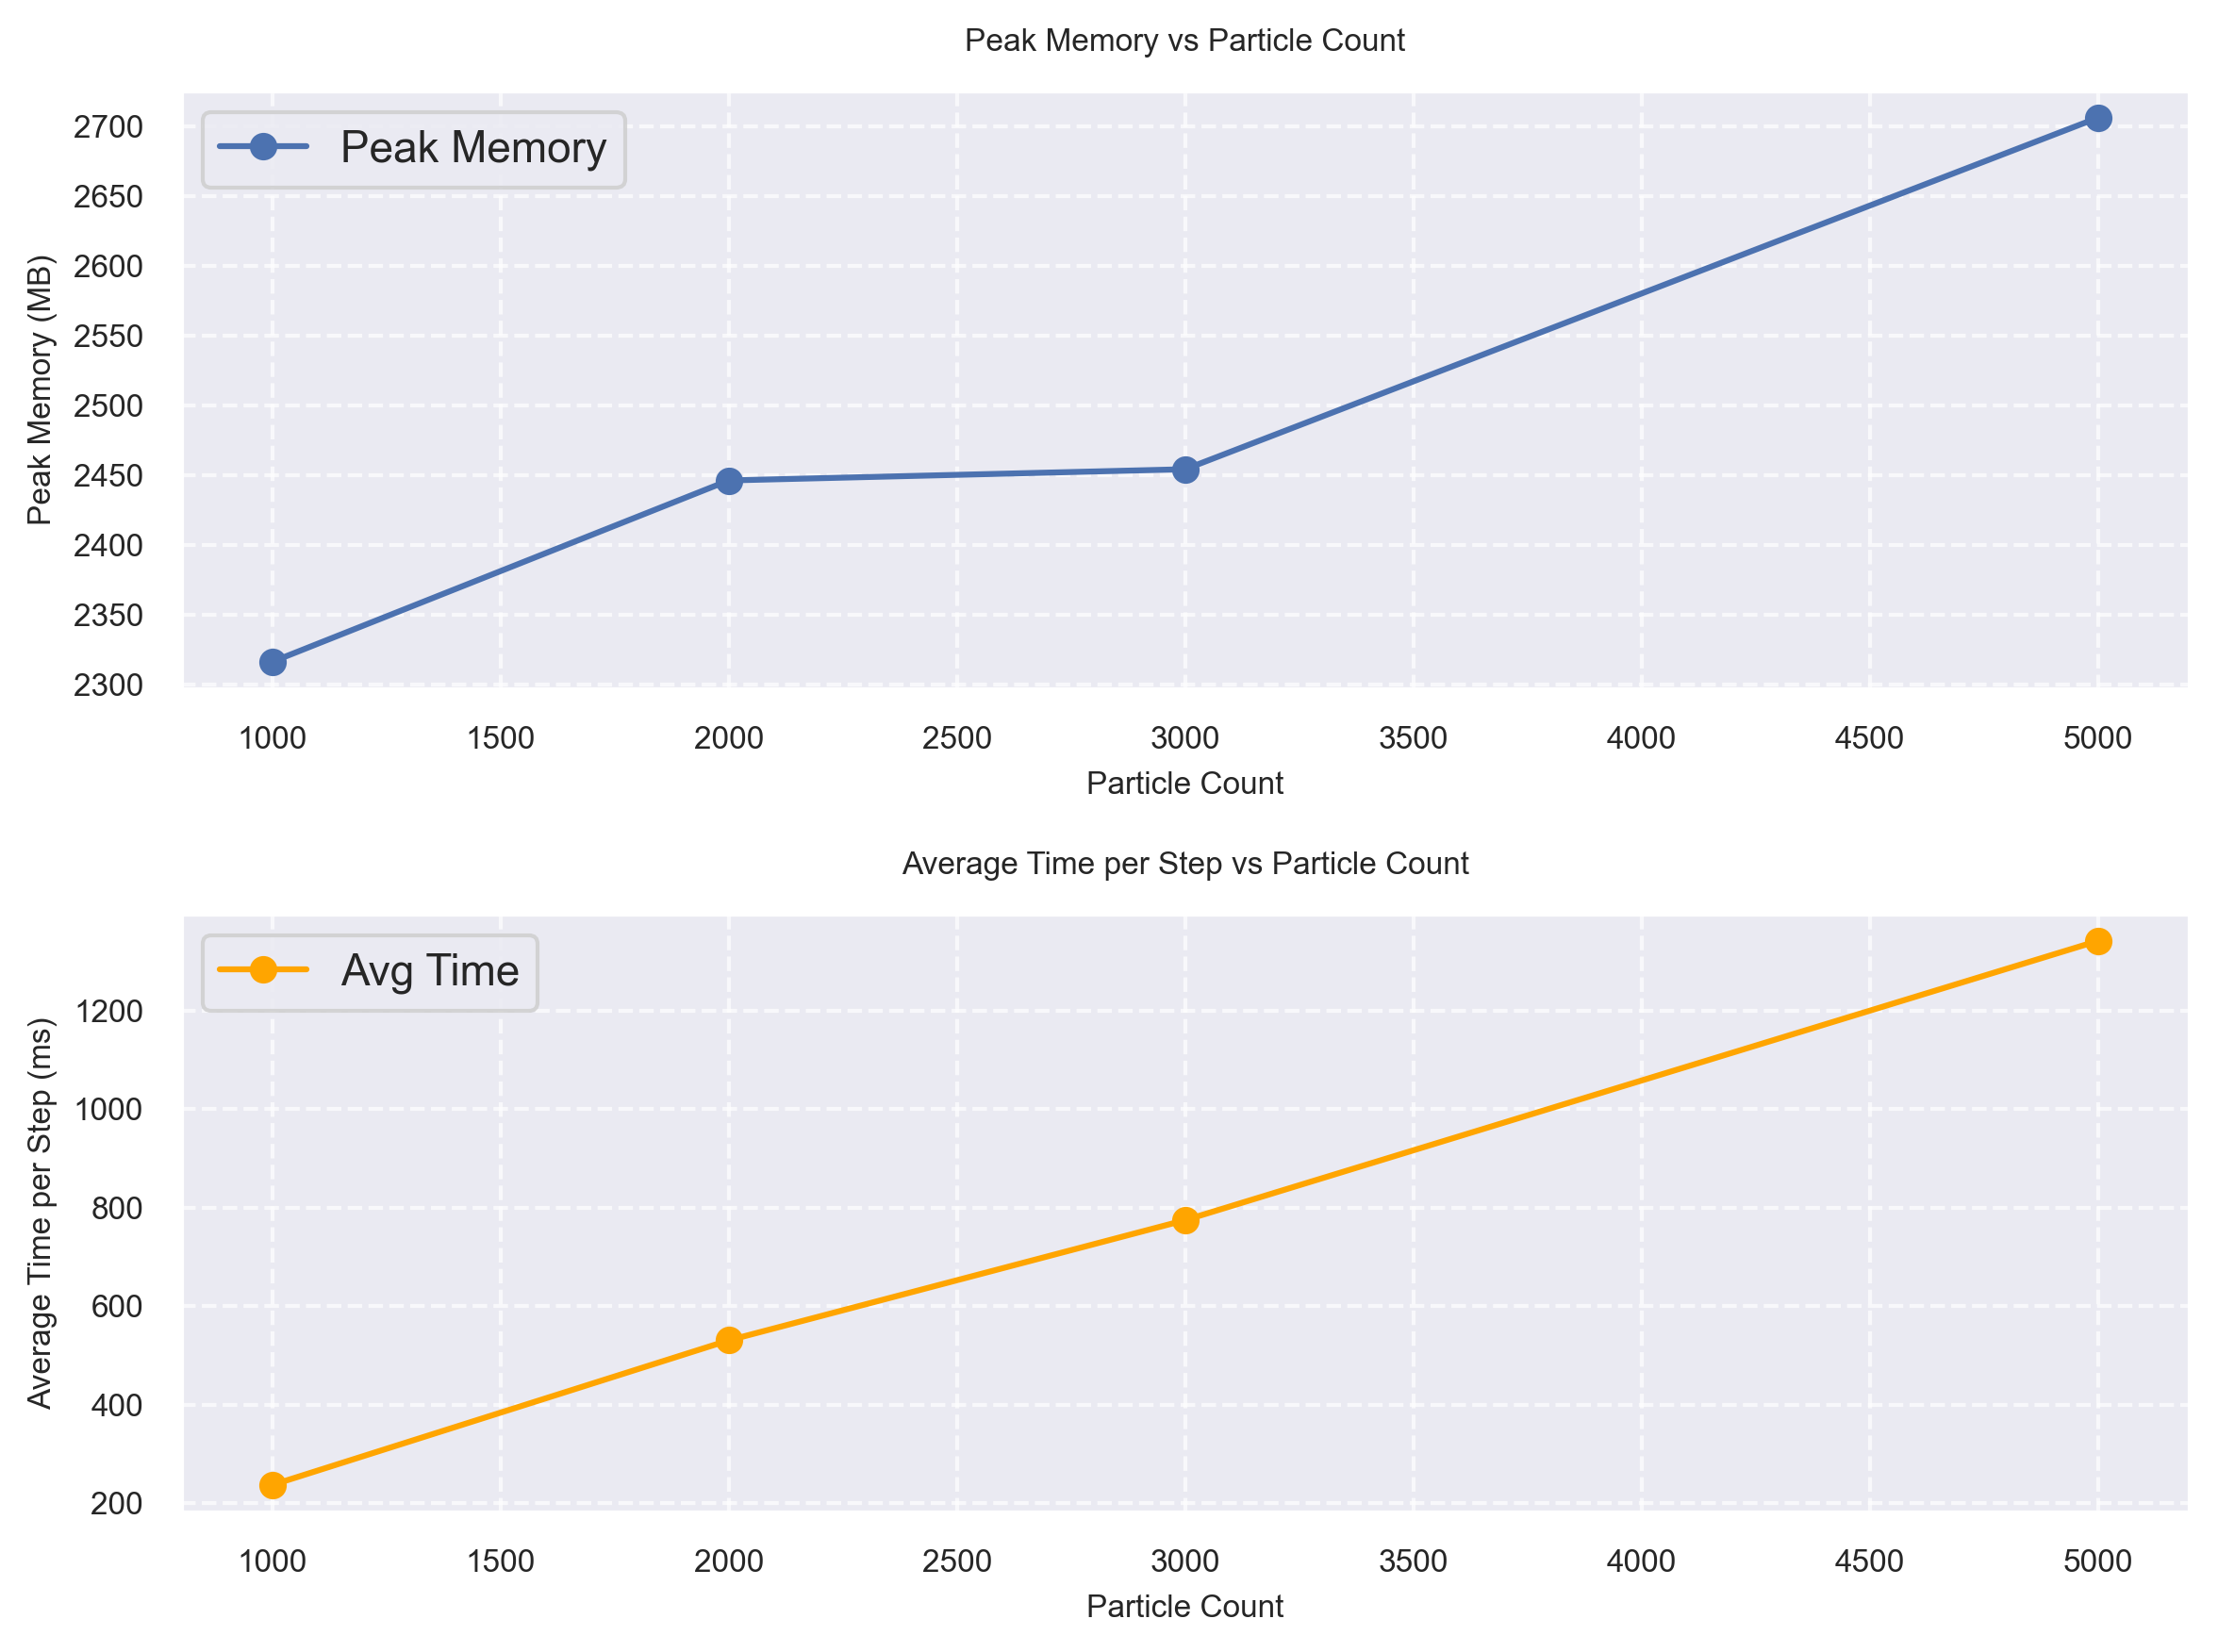 Peak Memory vs Particle Count
Peak Memory
Peak Memory (MB)
2700
2650
2600
2550
2500
2450
2400
2350
2300
1000 1500 2000 2500 3000 3500 4000 4500 5000
Particle Count
Average Time per Step vs Particle Count
Avg Time
Average Time per Step (ms)
1200
1000
800
600
400
200
1000 1500 2000 2500 3000 3500 4000 4500 5000
Particle Count